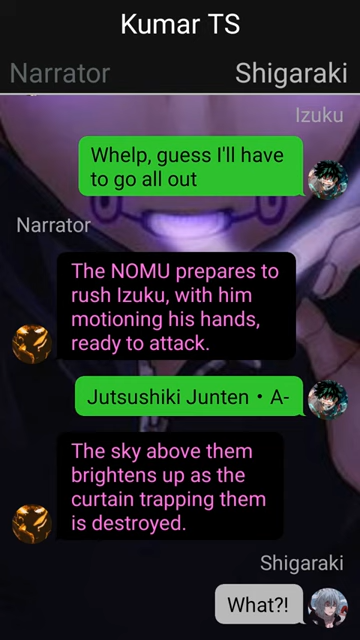 Kumar TS
Narrator
Shigaraki
Izuku
Whelp, guess I'll have
to go all out
Narrator
The NOMU prepares to
rush Izuku, with him
motioning his hands,
ready to attack.
Jutsushiki Junten • A-
The sky above them
brightens up as the
curtain trapping them
is destroyed.
Shigaraki
What?!